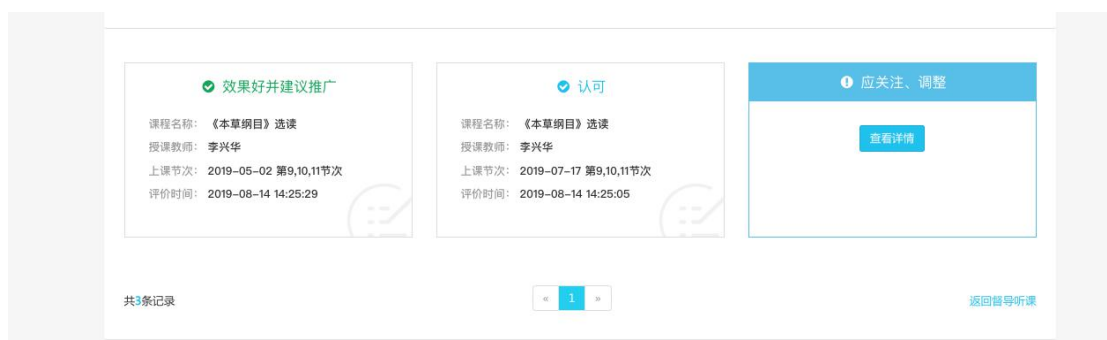 效果好并建议推广
课程名称： 《本草纲目》选读
授课教师： 李兴华
上课节次： 2019-05-02 第9,10,11节次
评价时间： 2019-08-14 14:25:29
认可
课程名称： 《本草纲目》选读
授课教师： 李兴华
上课节次： 2019-07-17 第9,10,11节次
评价时间： 2019-08-14 14:25:05
应关注、调整
查看详情
共3条记录
« 1 »
返回督导听课